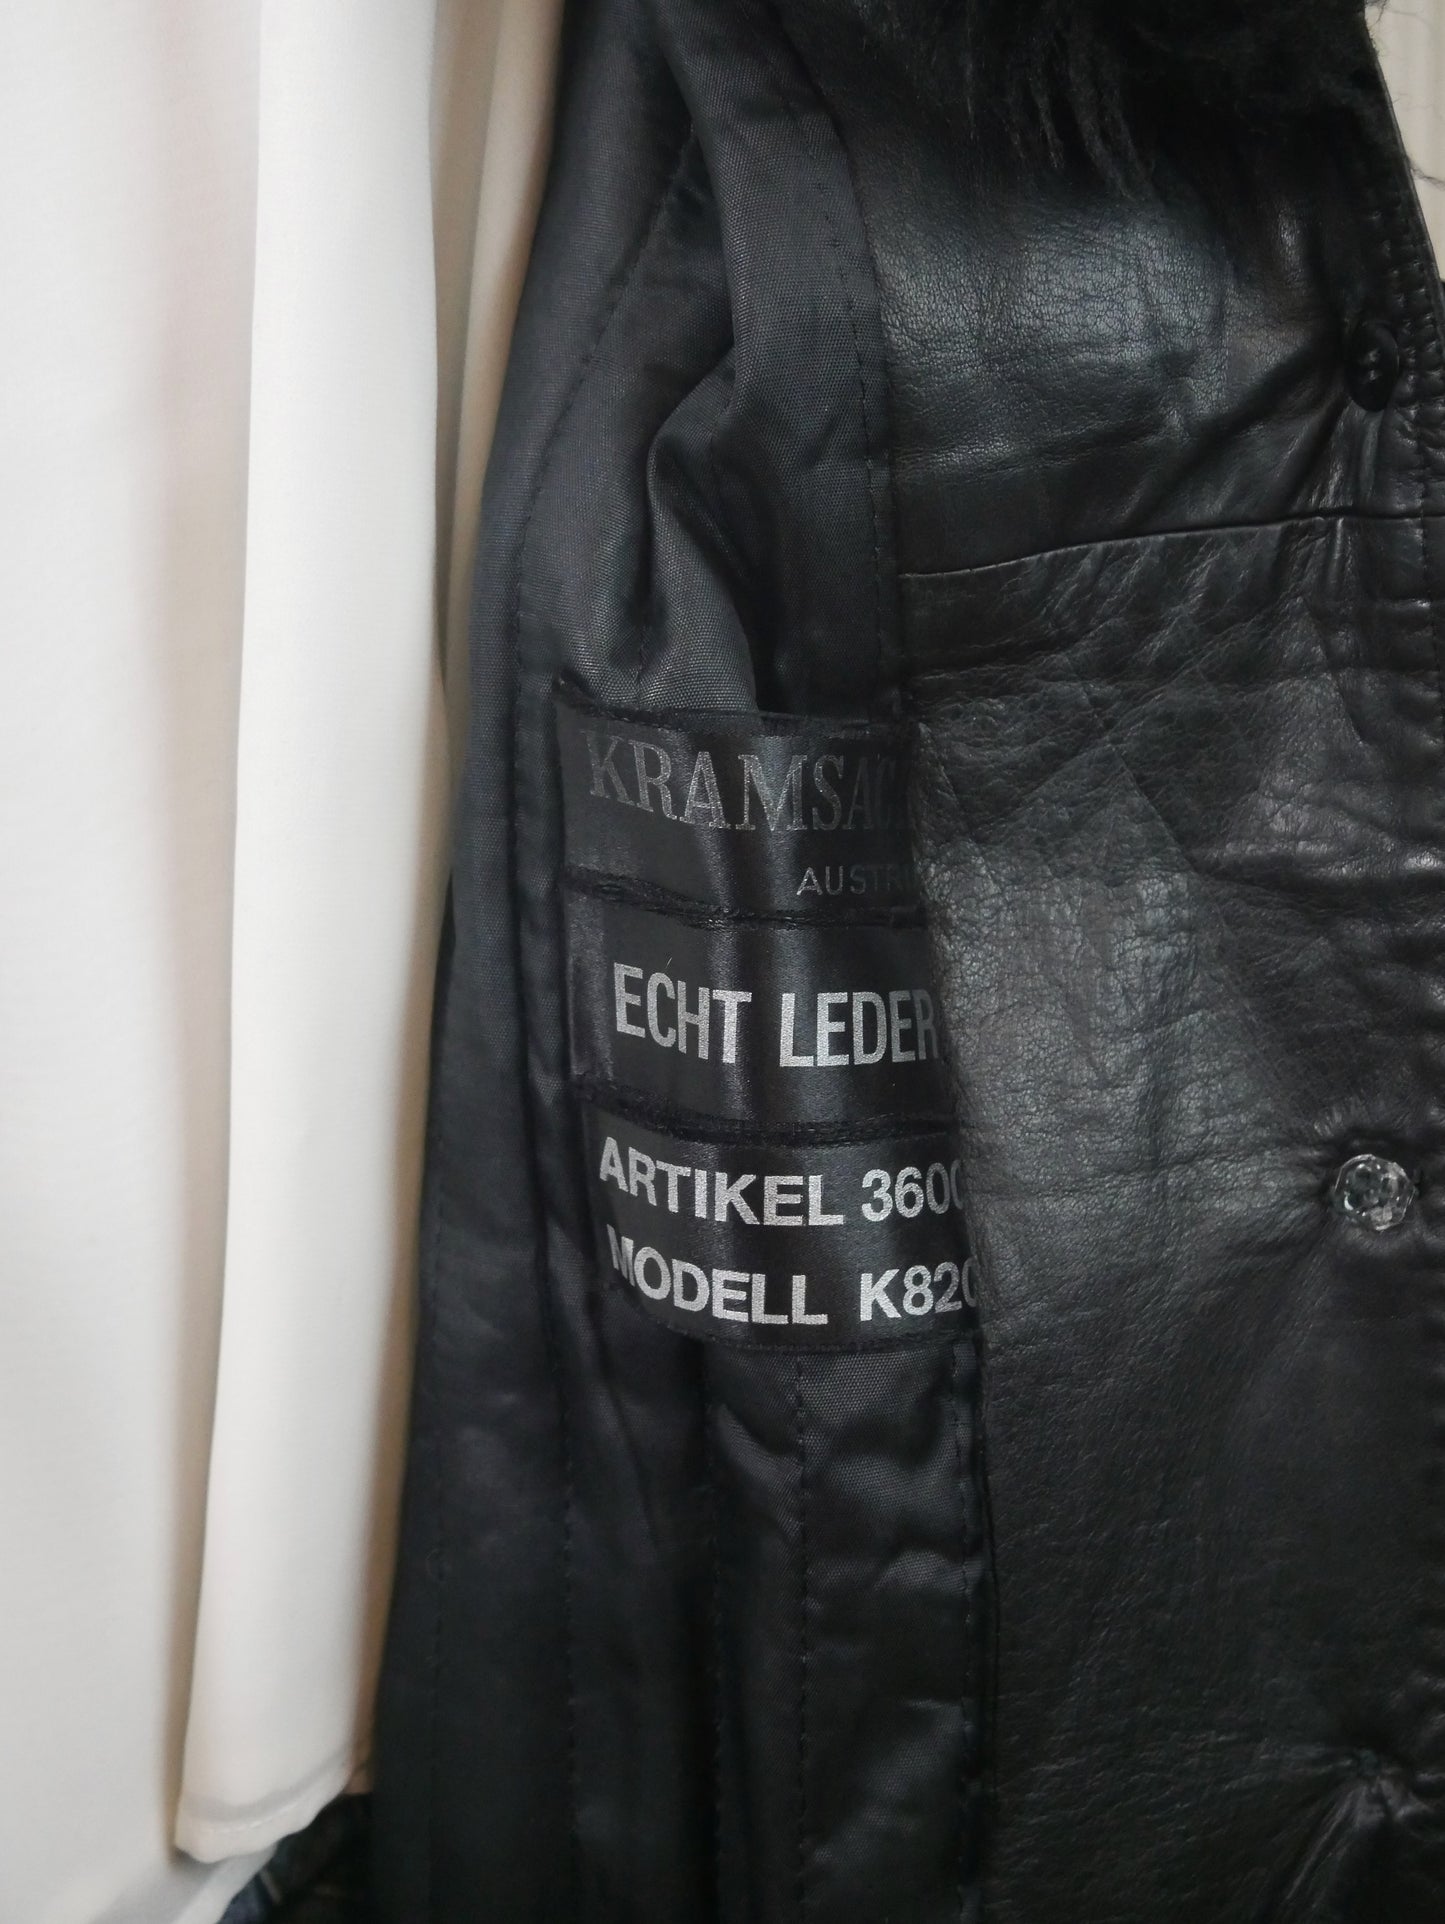 KRAMSAC
AUSTRI
ECHT LEDER
ARTIKEL 3600
MODELL K820